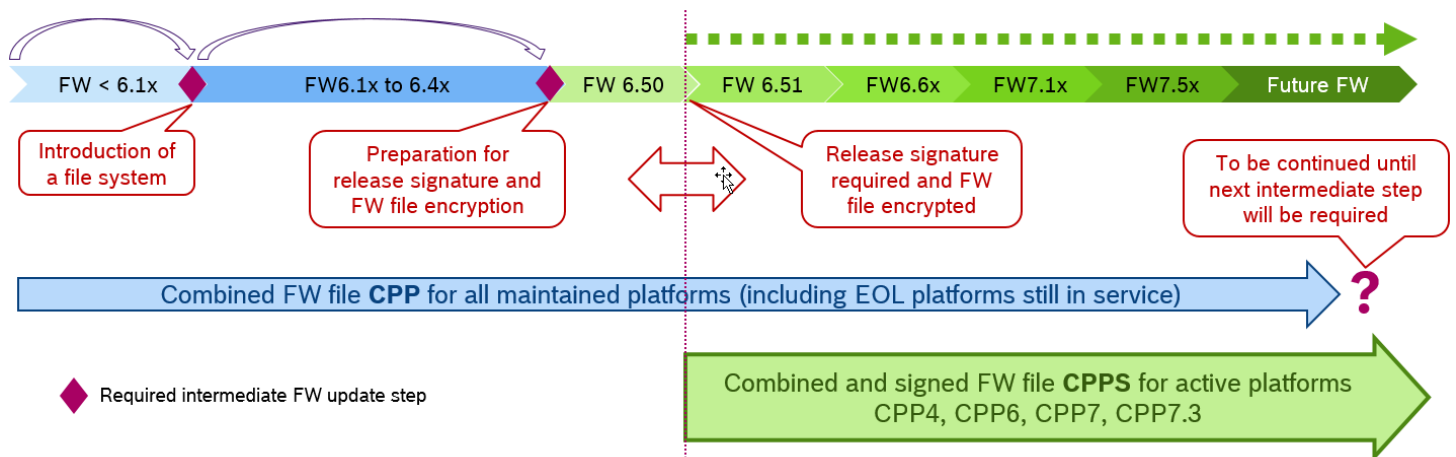 FW < 6.1x
FW6.1x to 6.4x
FW 6.50
FW 6.51
FW6.6x
FW7.1x
FW7.5x
Future FW
Introduction of
a file system
Preparation for
release signature and
FW file encryption
Release signature
required and FW
file encrypted
To be continued until
next intermediate step
will be required
Combined FW file CPP for all maintained platforms (including EOL platforms still in service)
?
Required intermediate FW update step
Combined and signed FW file CPPS for active platforms
CPP4, CPP6, CPP7, CPP7.3